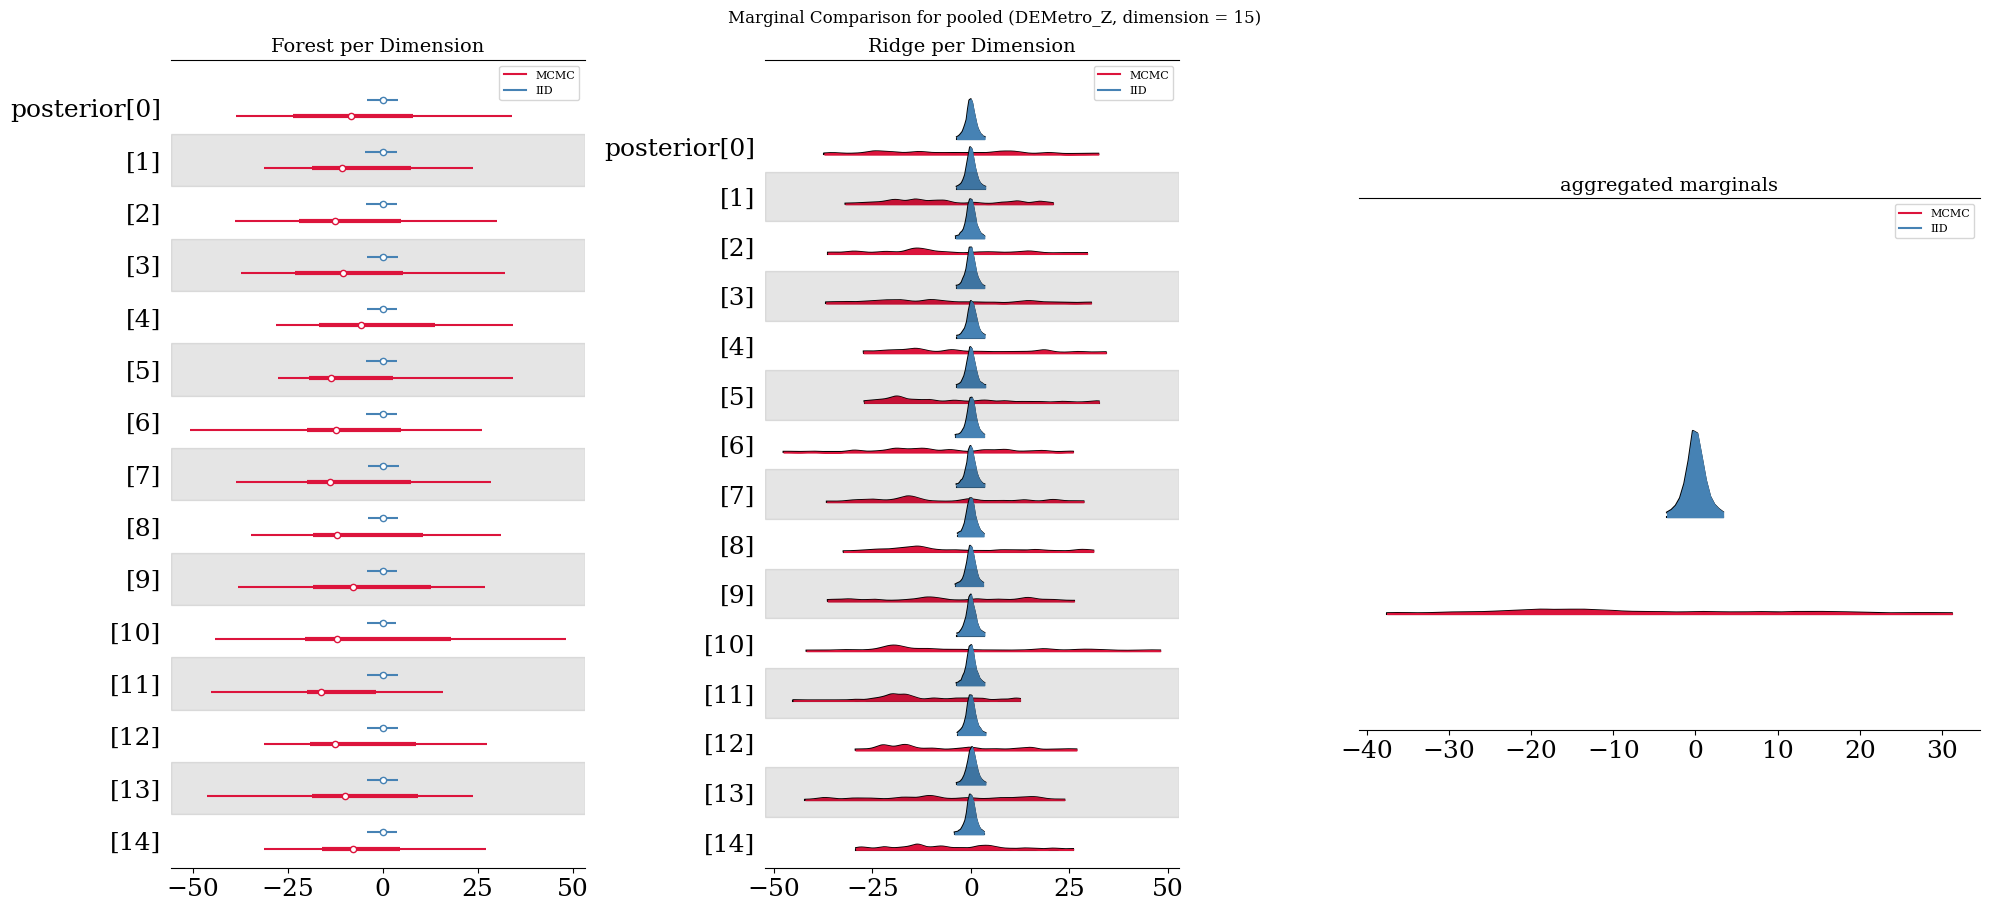 Marginal Comparison for pooled (DEMetro_Z, dimension = 15)
Forest per Dimension
MCMC
IID
posterior[0]
[1]
[2]
[3]
[4]
[5]
[6]
[7]
[8]
[9]
[10]
[11]
[12]
[13]
[14]
−50 −25 0 25 50
Ridge per Dimension
MCMC
IID
posterior[0]
[1]
[2]
[3]
[4]
[5]
[6]
[7]
[8]
[9]
[10]
[11]
[12]
[13]
[14]
−50 −25 0 25 50
aggregated marginals
MCMC
IID
−40 −30 −20 −10 0 10 20 30